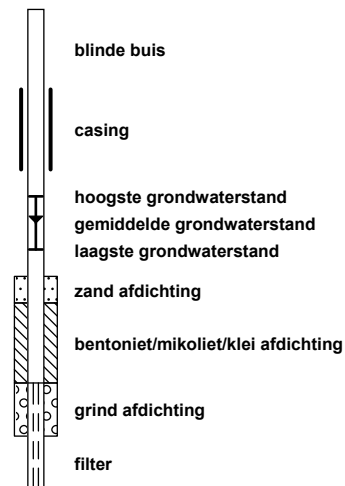 blinde buis
casing
hoogste grondwaterstand
gemiddelde grondwaterstand
laagste grondwaterstand
zand afdichting
bentoniet/mikoliet/klei afdichting
grind afdichting
filter